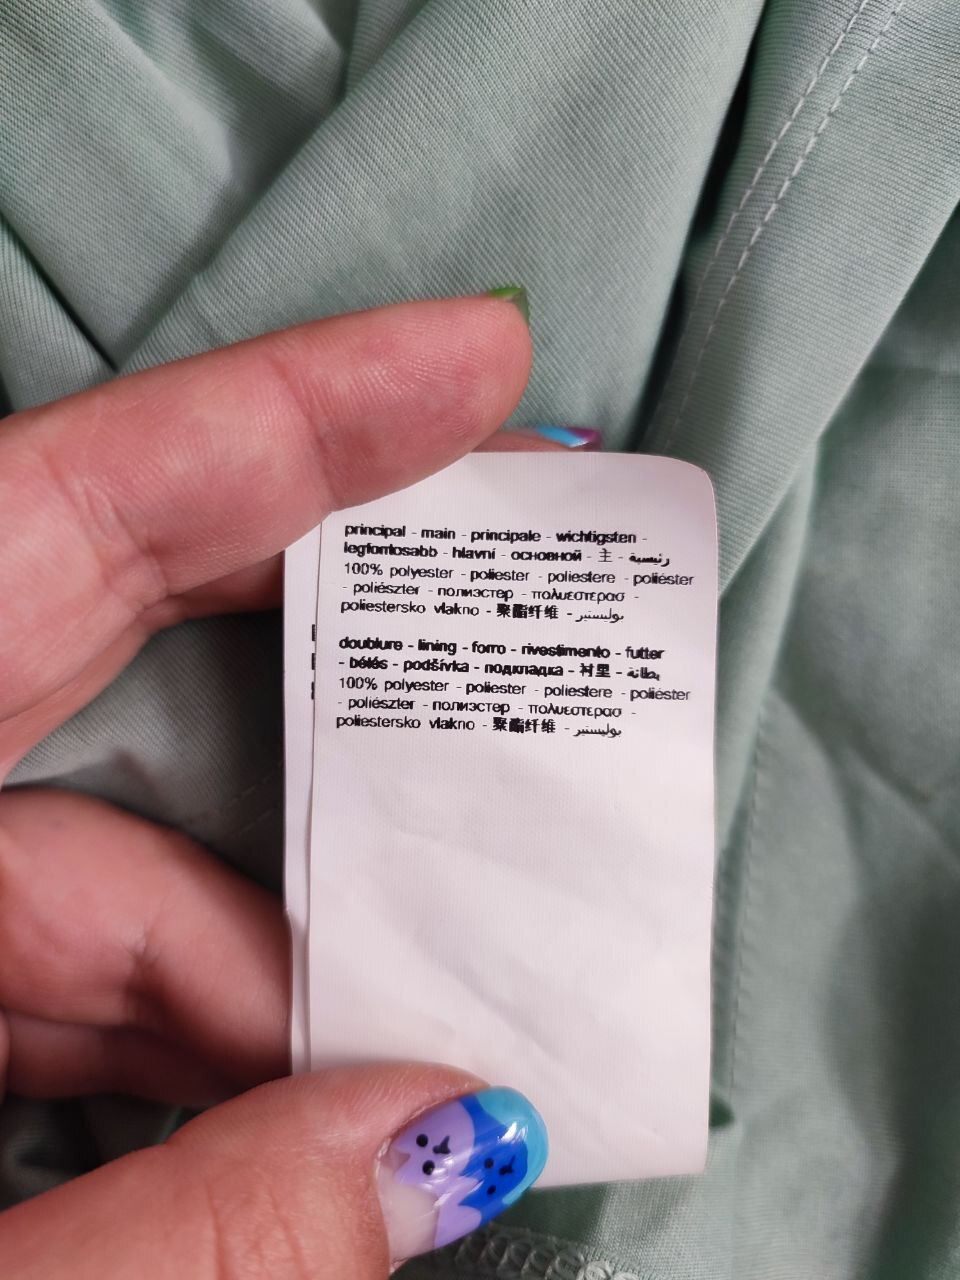 principal - main - principale - wichtigsten -
legfontosabb - hlavní - основной - 主 - رئيسية
100% polyester - poliester - poliestere - poliéster
- poliészter - полиэстер - πολυεστερασ -
poliestersko vlakno - 聚酯纤维 - بوليستير
doublure - lining - forro - rivestimento - futter
- bélés - podšívka - подкладка - 衬里 - بطانة
100% polyester - poliester - poliestere - poliéster
- poliészter - полиэстер - πολυεστερασ -
poliestersko vlakno - 聚酯纤维 - بوليستير